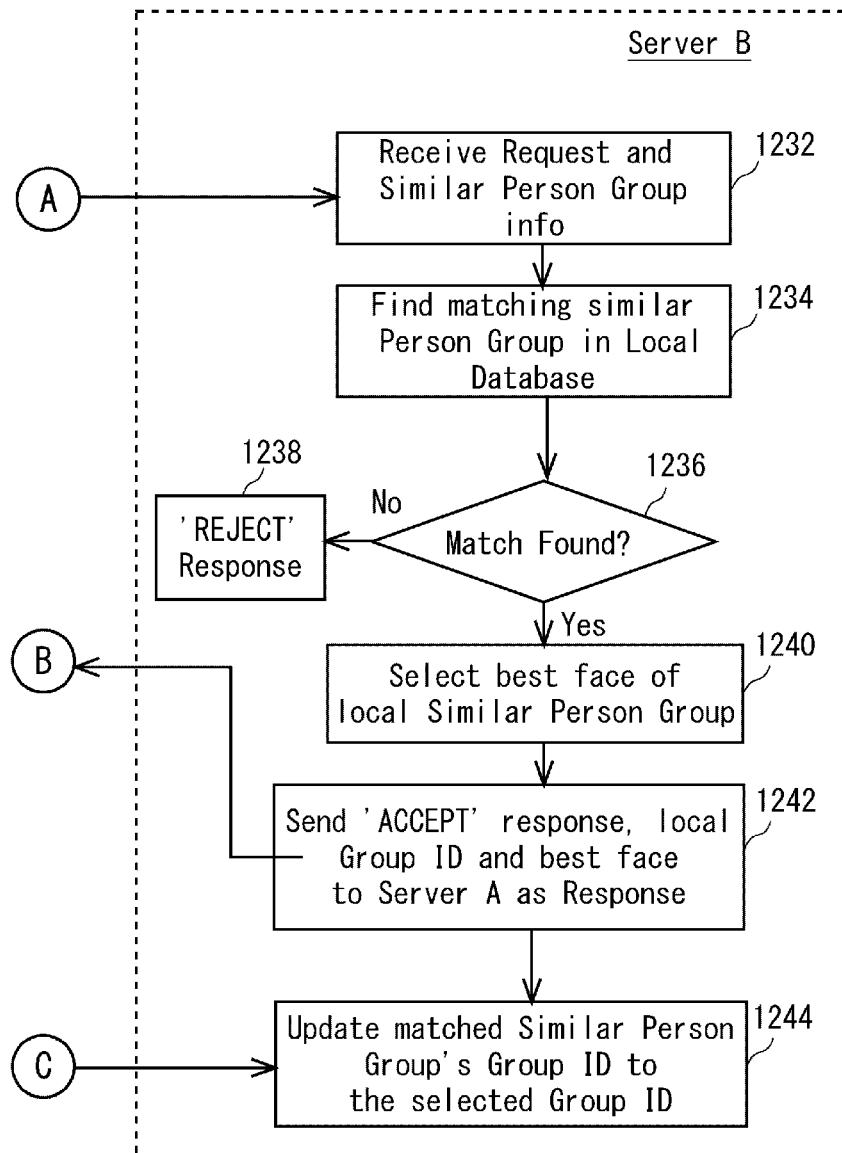 Server B
1232
Receive Request and
Similar Person Group
info
A
1234
Find matching similar
Person Group in Local
Database
1238
1236
No
'REJECT'
Response
Match Found?
Yes
B
1240
Select best face of
local Similar Person Group
1242
Send 'ACCEPT' response, local
Group ID and best face
to Server A as Response
1244
C
Update matched Similar Person
Group's Group ID to
the selected Group ID